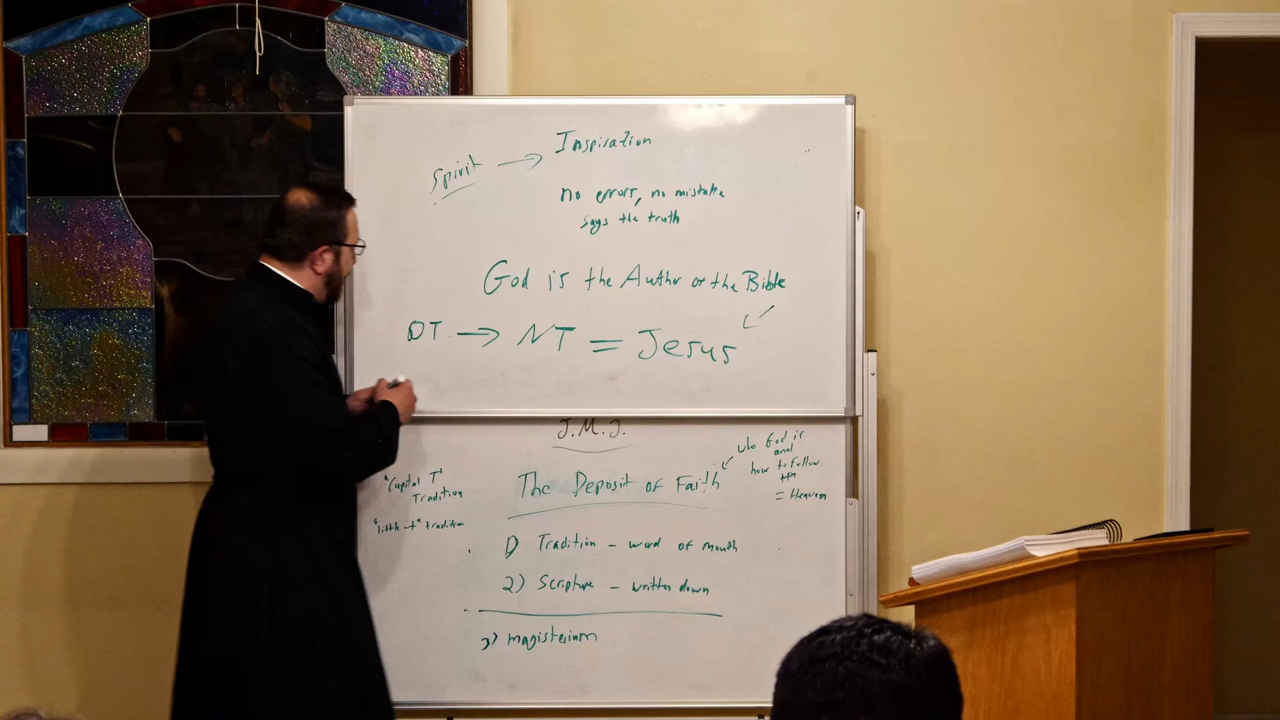 Spirit → Inspiration
no error, no mistake
says the truth
God is the Author of the Bible
OT → NT = Jesus
J.M.J.
The Deposit of Faith
who God is
and
how to follow
= Heaven
"Capital T"
Tradition
"little-t" tradition
1) Tradition - word of mouth
2) Scripture - written down
3) magisterium